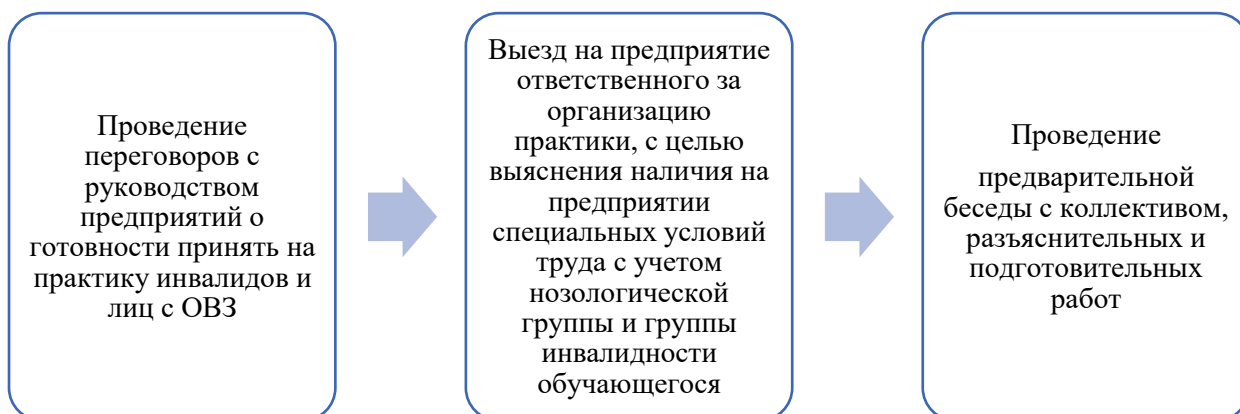 Проведение
переговоров с
руководством
предприятий о
готовности принять на
практику инвалидов и
лиц с ОВЗ
Выезд на предприятие
ответственного за
организацию
практики, с целью
выяснения наличия на
предприятии
специальных условий
труда с учетом
нозологической
группы и группы
инвалидности
обучающегося
Проведение
предварительной
беседы с коллективом,
разъяснительных и
подготовительных
работ